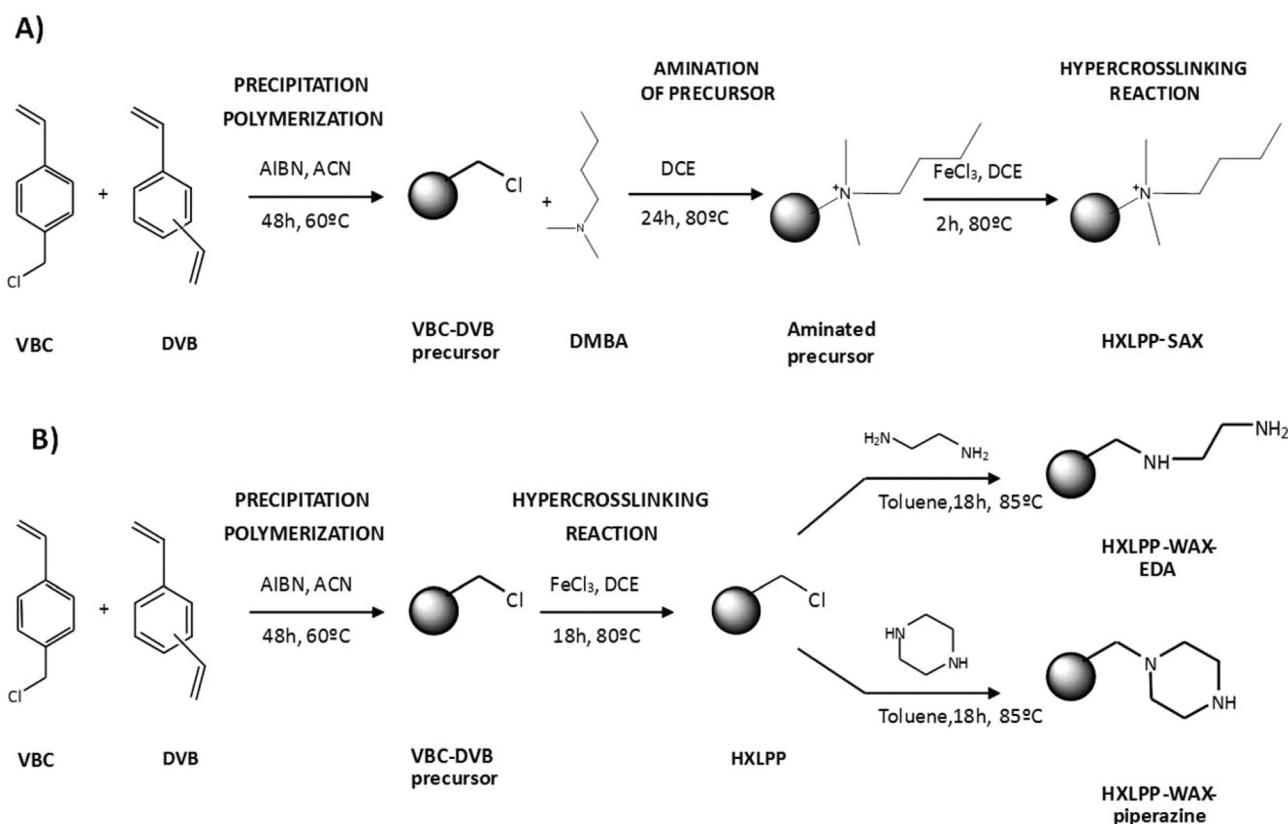 A)
PRECIPITATION
POLYMERIZATION
AMINATION
OF PRECURSOR
HYPERCROSSLINKING
REACTION
Cl
+
AIBN, ACN
48h, 60ºC
Cl
+
N
DCE
24h, 80ºC
+
N
FeCl₃, DCE
2h, 80ºC
+
N
VBC
DVB
VBC-DVB
precursor
DMBA
Aminated
precursor
HXLPP-SAX
B)
PRECIPITATION
POLYMERIZATION
HYPERCROSSLINKING
REACTION
Cl
+
AIBN, ACN
48h, 60ºC
Cl
FeCl₃, DCE
18h, 80ºC
Cl
H₂N
NH₂
Toluene,18h, 85ºC
NH
NH₂
HXLPP-WAX-
EDA
HN
NH
Toluene,18h, 85ºC
N
NH
VBC
DVB
VBC-DVB
precursor
HXLPP
HXLPP-WAX-
piperazine